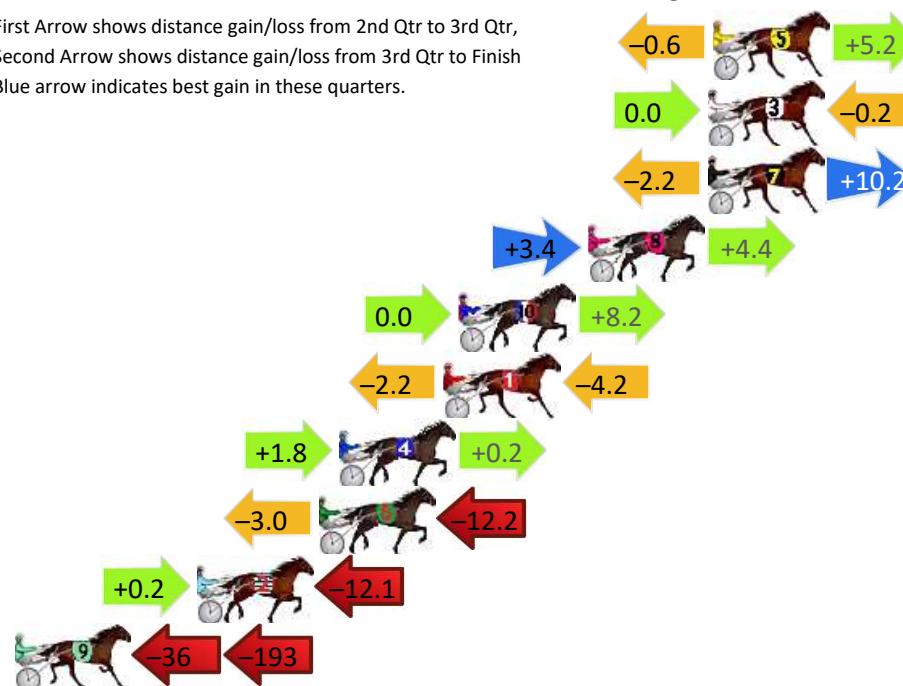 First Arrow shows distance gain/loss from 2nd Qtr to 3rd Qtr,
Second Arrow shows distance gain/loss from 3rd Qtr to Finish
Blue arrow indicates best gain in these quarters.
–0.6 5 +5.2
0.0 3 –0.2
–2.2 7 +10.2
+3.4 8 +4.4
0.0 10 +8.2
–2.2 1 –4.2
+1.8 4 +0.2
–3.0 6 –12.2
+0.2 2 –12.1
9 –36 –193